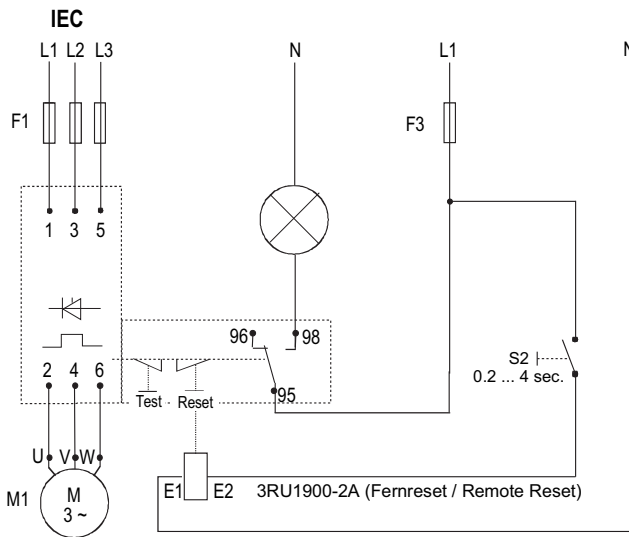 IEC
L1 L2 L3 N L1 N
F1 F3
1 3 5
96 98
2 4 6
S2
0.2 ... 4 sec.
Test Reset 95
U V W
E1 E2 3RU1900-2A (Fernreset / Remote Reset)
M1 M
3 ~